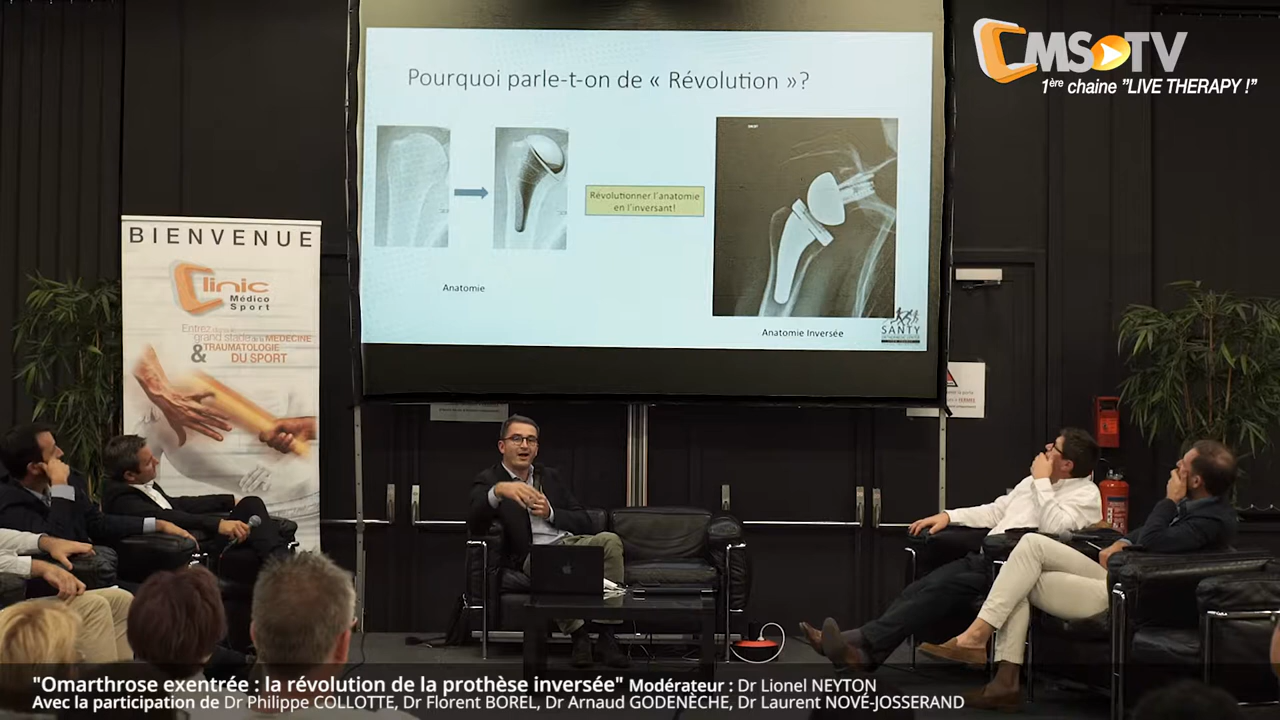 CMSTV
1ère chaine "LIVE THERAPY !"
Pourquoi parle-t-on de « Révolution »?
Révolutionner l'anatomie
en l'inversant!
Anatomie
Anatomie Inversée
SANTY
BIENVENUE
Clinic
Médico
Sport
Entrez dans le
grand stade de la MÉDECINE
& TRAUMATOLOGIE
DU SPORT
"Omarthrose exentrée : la révolution de la prothèse inversée" Modérateur : Dr Lionel NEYTON
Avec la participation de Dr Philippe COLLOTTE, Dr Florent BOREL, Dr Arnaud GODENÈCHE, Dr Laurent NOVÉ-JOSSERAND